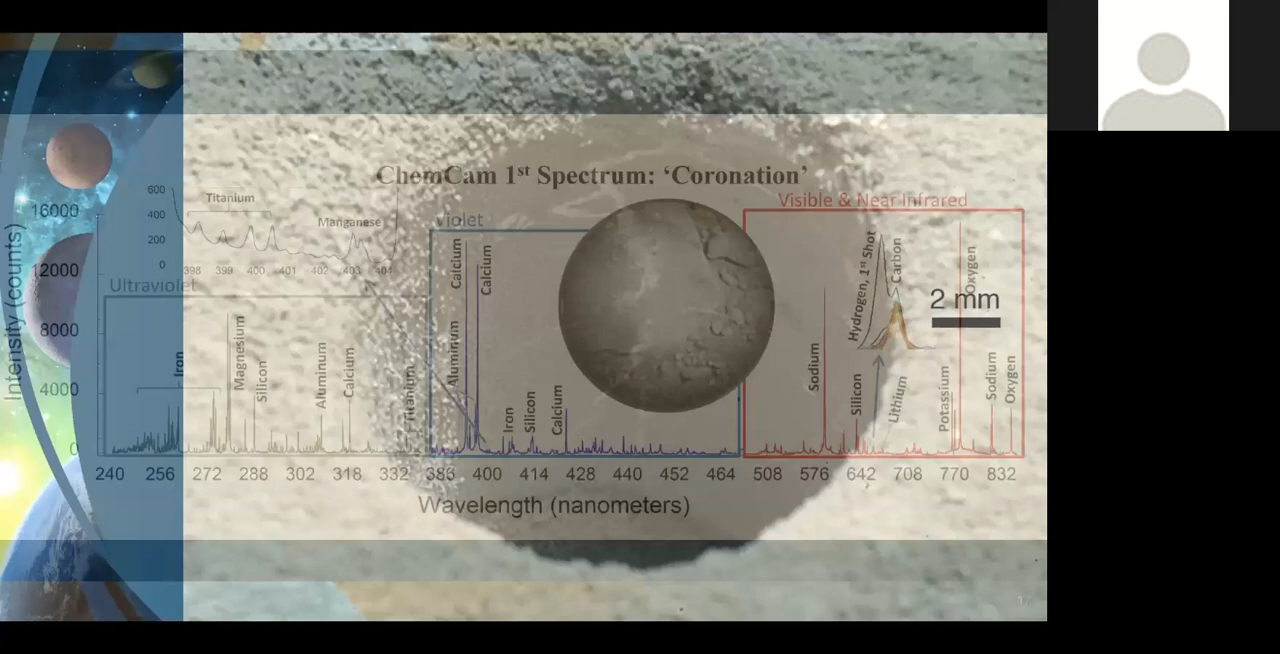 ChemCam 1st Spectrum: ‘Coronation’
Visible & Near Infrared
Violet
Ultraviolet
Intensity (counts)
16000
12000
8000
4000
0
600
400
200
0
Titanium
Manganese
398 399 400 401 402 403 404
Iron
Magnesium
Silicon
Aluminum
Calcium
Titanium
Aluminum
Calcium
Calcium
Iron
Silicon
Calcium
Sodium
Silicon
Hydrogen, 1st Shot
Carbon
Lithium
Potassium
Oxygen
Sodium
Oxygen
2 mm
240 256 272 288 302 318 332 386 400 414 428 440 452 464 508 576 642 708 770 832
Wavelength (nanometers)